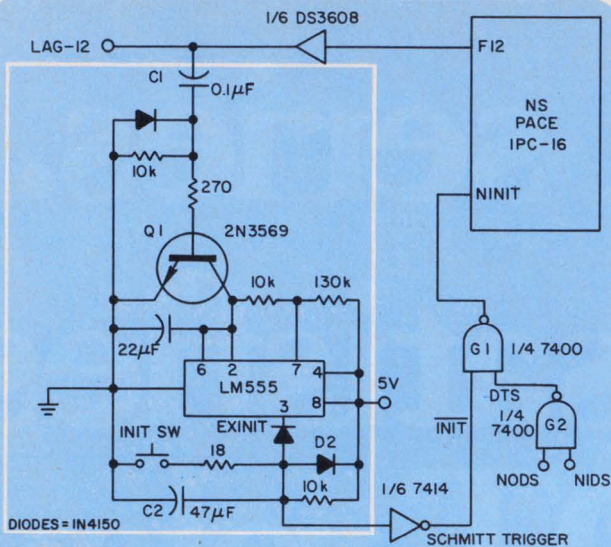 1/6 DS3608
LAG-12
F12
C1
0.1µF
NS
PACE
IPC-16
10k
270
NINIT
Q1
2N3569
10k
130k
22µF
G1
1/4 7400
6
2
7
LM555
4
8
5V
3
DTS
EXINIT
INIT
1/4
7400
G2
INIT SW
18
D2
10k
1/6 7414
NODS
NIDS
C2
47µF
DIODES = IN4150
SCHMITT TRIGGER